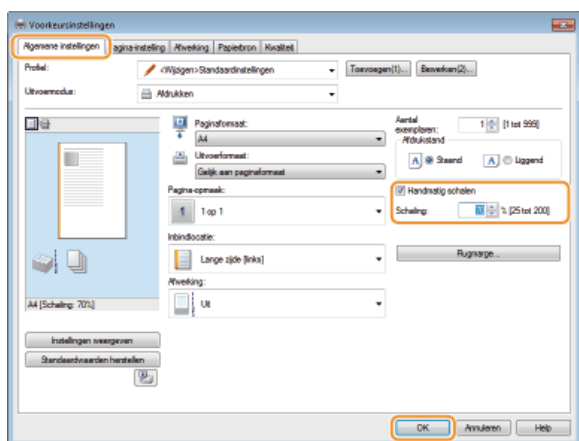 Voorkeursinstellingen
Algemene instellingen Pagina-instelling Afwerking Papierbron Kwaliteit
Profiel: <Wijzigen>Standaardinstellingen Toevoegen(1)... Bewerken(2)...
Uitvoermodus: Afdrukken
Paginaformaat:
A4
Uitvoerformaat:
Gelijk aan paginaformaat
Pagina-opmaak:
1 1 op 1
Inbindlocatie:
Lange zijde [links]
Afwerking:
Uit
Aantal exemplaren: 1 [1 tot 999]
Afdrukstand
A Staand A Liggend
Handmatig schalen
Schaling: 70 % [25 tot 200]
Rugmarge...
A4 [Schaling: 70%]
Instellingen weergeven
Standaardwaarden herstellen
OK Annuleren Help